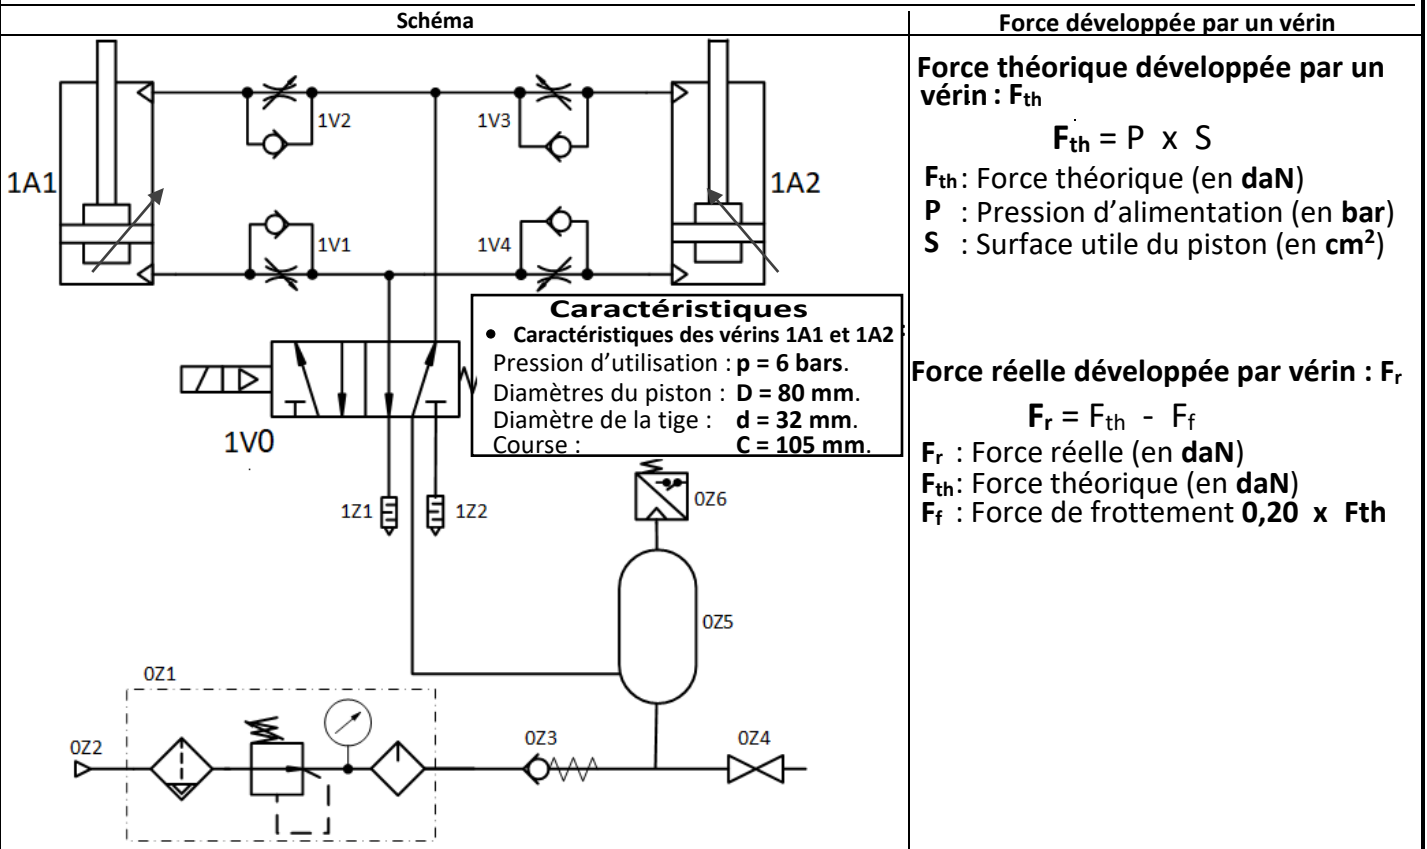 Schéma
Force développée par un vérin
1A1
1V2
1V3
1A2
1V1
1V4
Caractéristiques
• Caractéristiques des vérins 1A1 et 1A2 :
Pression d’utilisation : p = 6 bars.
Diamètres du piston : D = 80 mm.
Diamètre de la tige : d = 32 mm.
Course : C = 105 mm.
1V0
1Z1
1Z2
0Z6
0Z5
0Z1
0Z2
0Z3
0Z4
Force théorique développée par un
vérin : Fth
Fth = P x S
Fth : Force théorique (en daN)
P : Pression d’alimentation (en bar)
S : Surface utile du piston (en cm²)
Force réelle développée par vérin : Fr
Fr = Fth - Ff
Fr : Force réelle (en daN)
Fth : Force théorique (en daN)
Ff : Force de frottement 0,20 x Fth